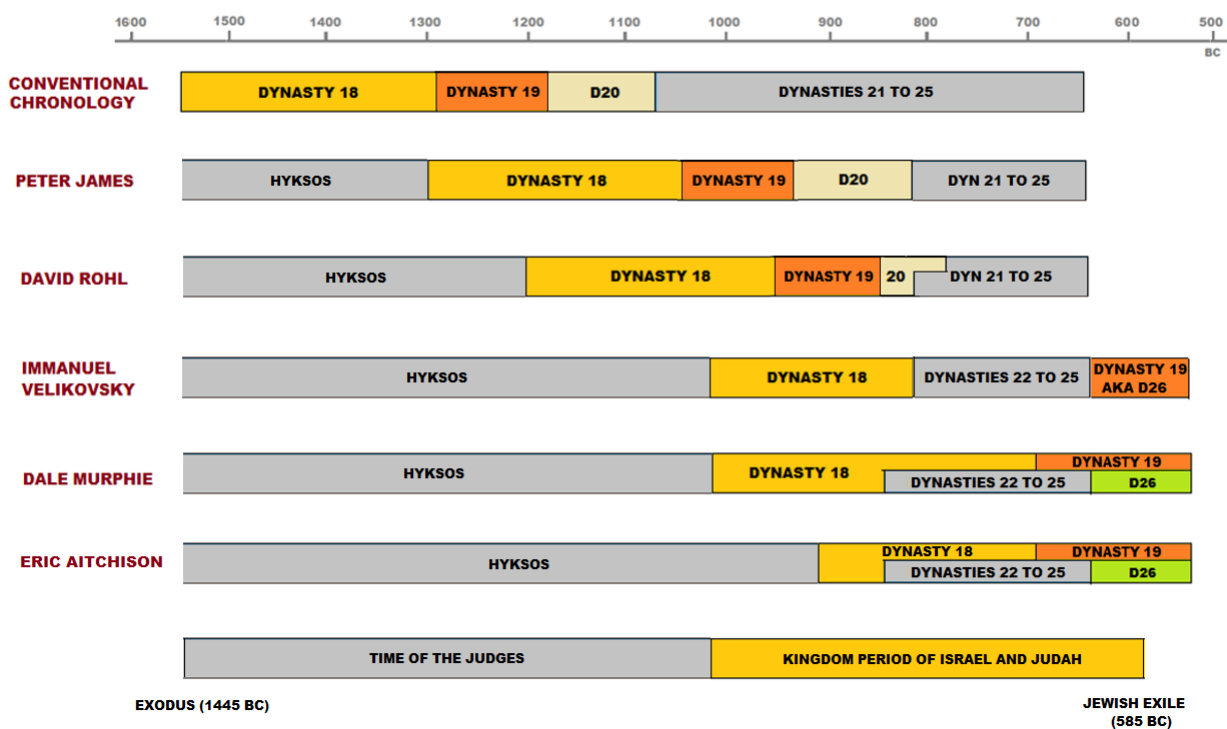 1600 1500 1400 1300 1200 1100 1000 900 800 700 600 500
BC
CONVENTIONAL
CHRONOLOGY
DYNASTY 18 DYNASTY 19 D20 DYNASTIES 21 TO 25
PETER JAMES
HYKSOS DYNASTY 18 DYNASTY 19 D20 DYN 21 TO 25
DAVID ROHL
HYKSOS DYNASTY 18 DYNASTY 19 20 DYN 21 TO 25
IMMANUEL
VELIKOVSKY
HYKSOS DYNASTY 18 DYNASTIES 22 TO 25 DYNASTY 19
AKA D26
DALE MURPHIE
HYKSOS DYNASTY 18 DYNASTY 19
DYNASTIES 22 TO 25 D26
ERIC AITCHISON
HYKSOS DYNASTY 18 DYNASTY 19
DYNASTIES 22 TO 25 D26
TIME OF THE JUDGES KINGDOM PERIOD OF ISRAEL AND JUDAH
EXODUS (1445 BC) JEWISH EXILE
(585 BC)